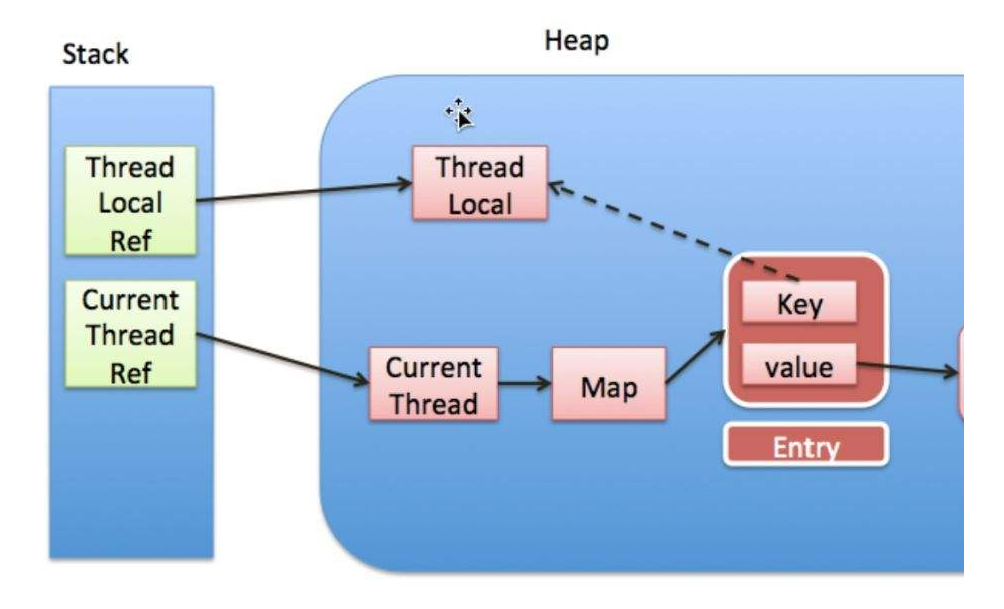 Stack
Heap
Thread
Local
Ref
Thread
Local
Current
Thread
Ref
Key
Current
Thread
Map
value
Entry